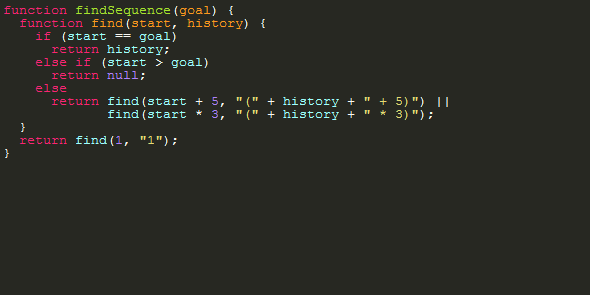 function findSequence(goal) {
  function find(start, history) {
    if (start == goal)
      return history;
    else if (start > goal)
      return null;
    else
      return find(start + 5, "(" + history + " + 5)") ||
             find(start * 3, "(" + history + " * 3)");
  }
  return find(1, "1");
}